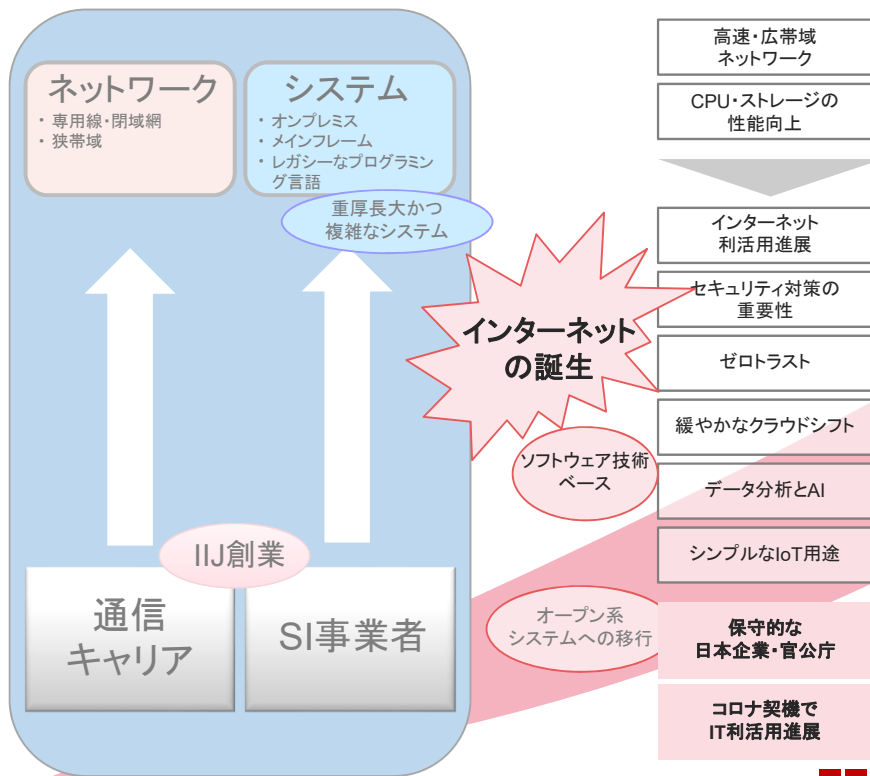 ネットワーク
・ 専用線・閉域網
・ 狭帯域
システム
・ オンプレミス
・ メインフレーム
・ レガシーなプログラミン
グ言語
重厚長大かつ
複雑なシステム
IIJ創業
通信
キャリア
SI事業者
インターネット
の誕生
ソフトウェア技術
ベース
オープン系
システムへの移行
高速・広帯域
ネットワーク
CPU・ストレージの
性能向上
インターネット
利活用進展
セキュリティ対策の
重要性
ゼロトラスト
緩やかなクラウドシフト
データ分析とAI
シンプルなIoT用途
保守的な
日本企業・官公庁
コロナ契機で
IT利活用進展